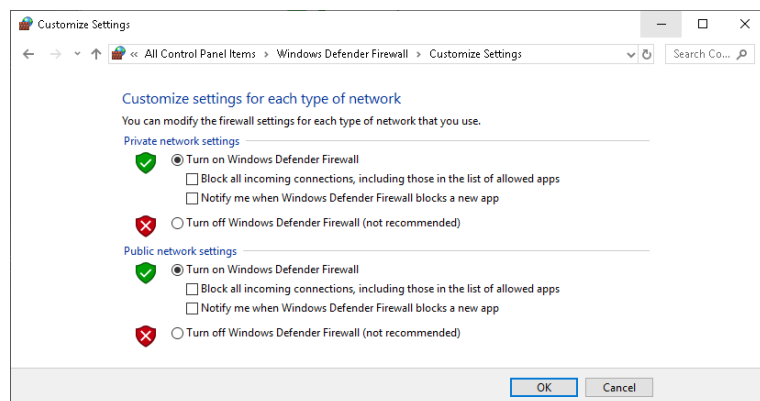 Customize Settings
« All Control Panel Items > Windows Defender Firewall > Customize Settings
Search Co...
Customize settings for each type of network
You can modify the firewall settings for each type of network that you use.
Private network settings
Turn on Windows Defender Firewall
Block all incoming connections, including those in the list of allowed apps
Notify me when Windows Defender Firewall blocks a new app
Turn off Windows Defender Firewall (not recommended)
Public network settings
Turn on Windows Defender Firewall
Block all incoming connections, including those in the list of allowed apps
Notify me when Windows Defender Firewall blocks a new app
Turn off Windows Defender Firewall (not recommended)
OK Cancel